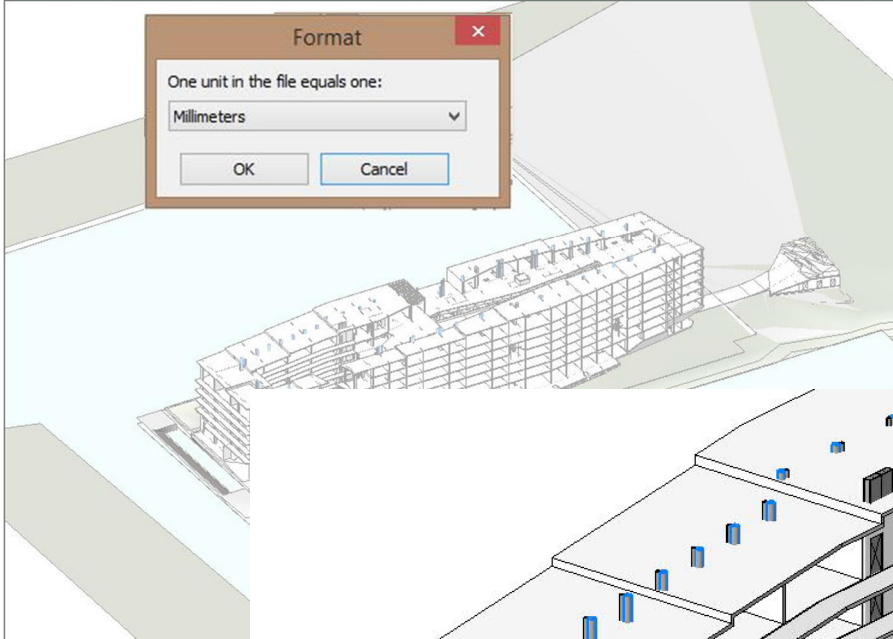 Format
One unit in the file equals one:
Millimeters
OK
Cancel